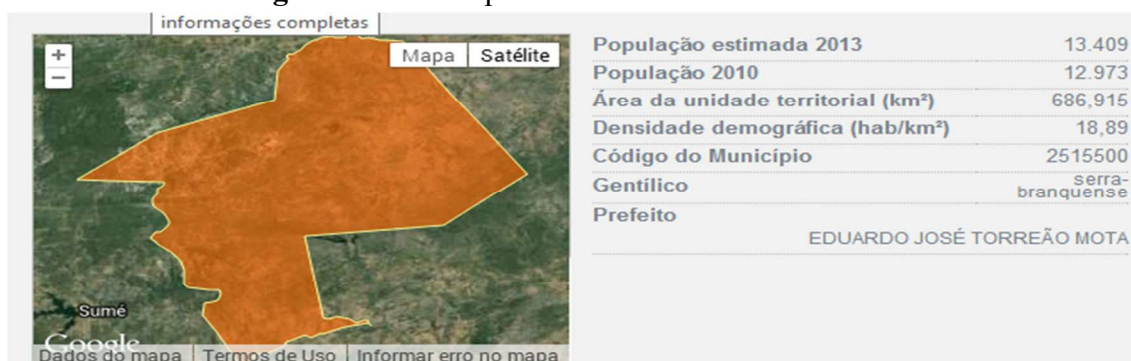 informações completas
+
−
Mapa Satélite
Sumé
Google
Dados do mapa Termos de Uso Informar erro no mapa
População estimada 2013 13.409
População 2010 12.973
Área da unidade territorial (km²) 686,915
Densidade demográfica (hab/km²) 18,89
Código do Município 2515500
Gentílico serra-
branquense
Prefeito
EDUARDO JOSÉ TORREÃO MOTA